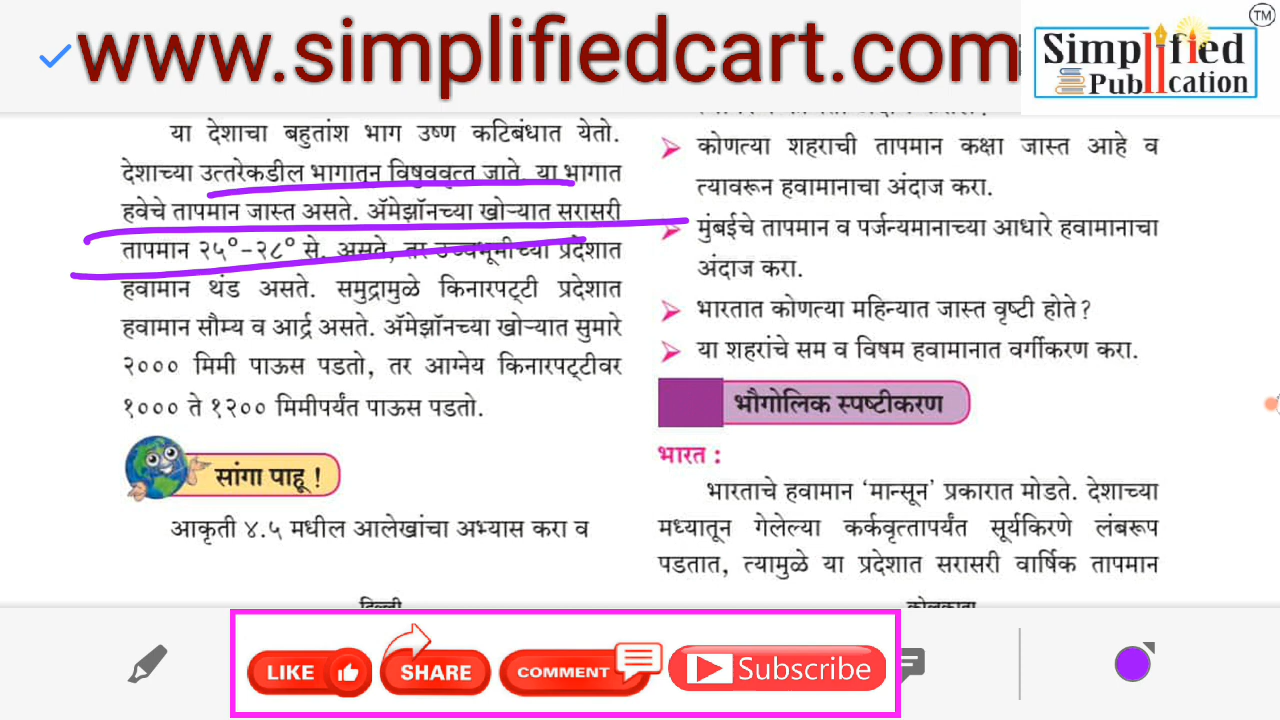 www.simplifiedcart.com
TM
Simplified
Publication
या देशाचा बहुतांश भाग उष्ण कटिबंधात येतो.
देशाच्या उत्तरेकडील भागातून विषुववृत्त जाते. या भागात
हवेचे तापमान जास्त असते. ॲमेझॉनच्या खोऱ्यात सरासरी
तापमान २५°-२८° से. असते, तर उच्चभूमीच्या प्रदेशात
हवामान थंड असते. समुद्रामुळे किनारपट्टी प्रदेशात
हवामान सौम्य व आर्द्र असते. ॲमेझॉनच्या खोऱ्यात सुमारे
२००० मिमी पाऊस पडतो, तर आग्नेय किनारपट्टीवर
१००० ते १२०० मिमीपर्यंत पाऊस पडतो.
सांगा पाहू !
आकृती ४.५ मधील आलेखांचा अभ्यास करा व
कोणत्या शहराची तापमान कक्षा जास्त आहे व
त्यावरून हवामानाचा अंदाज करा.
मुंबईचे तापमान व पर्जन्यमानाच्या आधारे हवामानाचा
अंदाज करा.
भारतात कोणत्या महिन्यात जास्त वृष्टी होते?
या शहरांचे सम व विषम हवामानात वर्गीकरण करा.
भौगोलिक स्पष्टीकरण
भारत :
भारताचे हवामान ‘मान्सून’ प्रकारात मोडते. देशाच्या
मध्यातून गेलेल्या कर्कवृत्तापर्यंत सूर्यकिरणे लंबरूप
पडतात, त्यामुळे या प्रदेशात सरासरी वार्षिक तापमान
LIKE
SHARE
COMMENT
Subscribe